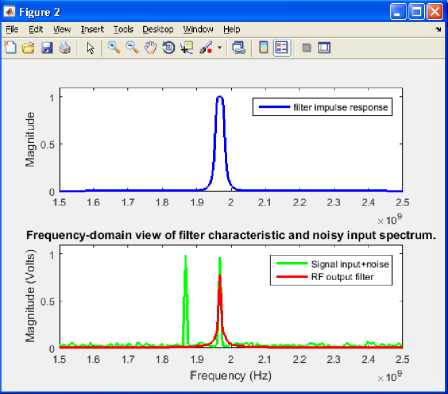 Figure 2
File Edit View Insert Tools Desktop Window Help
Magnitude
1
0.5
0
filter impulse response
1.5 1.6 1.7 1.8 1.9 2 2.1 2.2 2.3 2.4 2.5
× 10^9
Frequency-domain view of filter characteristic and noisy input spectrum.
Magnitude (Volts)
1
0.5
0
Signal input+noise
RF output filter
1.5 1.6 1.7 1.8 1.9 2 2.1 2.2 2.3 2.4 2.5
Frequency (Hz)
× 10^9